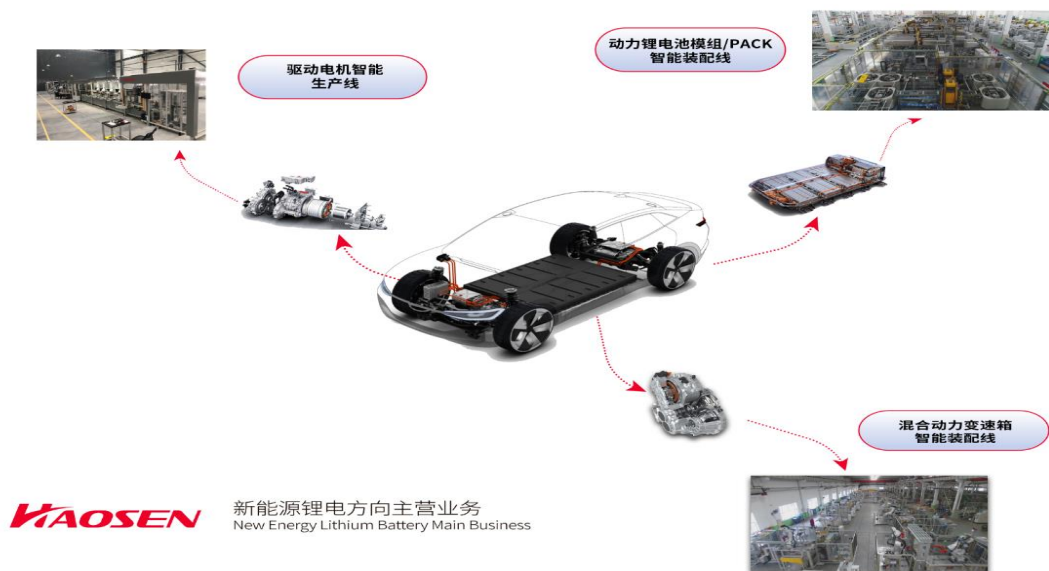 驱动电机智能
生产线
动力锂电池模组/PACK
智能装配线
混合动力变速箱
智能装配线
HAOSEN
新能源锂电方向主营业务
New Energy Lithium Battery Main Business